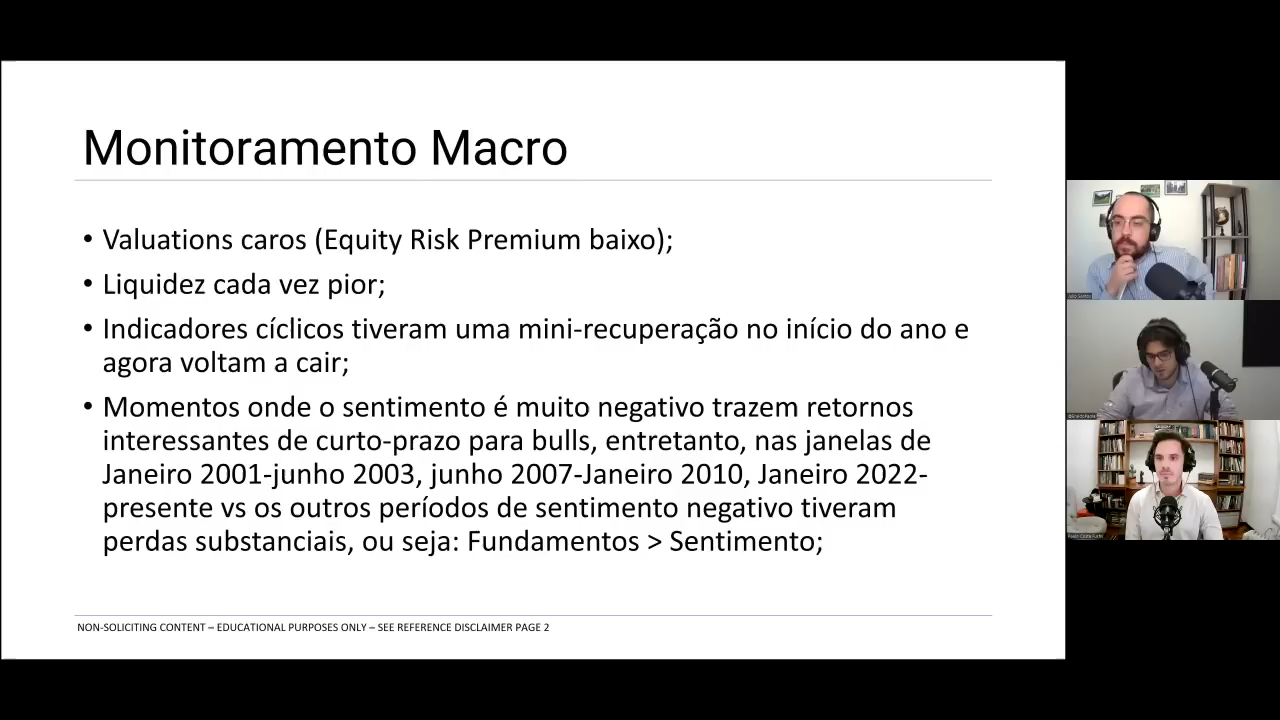 Monitoramento Macro
• Valuations caros (Equity Risk Premium baixo);
• Liquidez cada vez pior;
• Indicadores cíclicos tiveram uma mini-recuperação no início do ano e
agora voltam a cair;
• Momentos onde o sentimento é muito negativo trazem retornos
interessantes de curto-prazo para bulls, entretanto, nas janelas de
Janeiro 2001-junho 2003, junho 2007-Janeiro 2010, Janeiro 2022-
presente vs os outros períodos de sentimento negativo tiveram
perdas substanciais, ou seja: Fundamentos > Sentimento;
NON-SOLICITING CONTENT – EDUCATIONAL PURPOSES ONLY – SEE REFERENCE DISCLAIMER PAGE 2